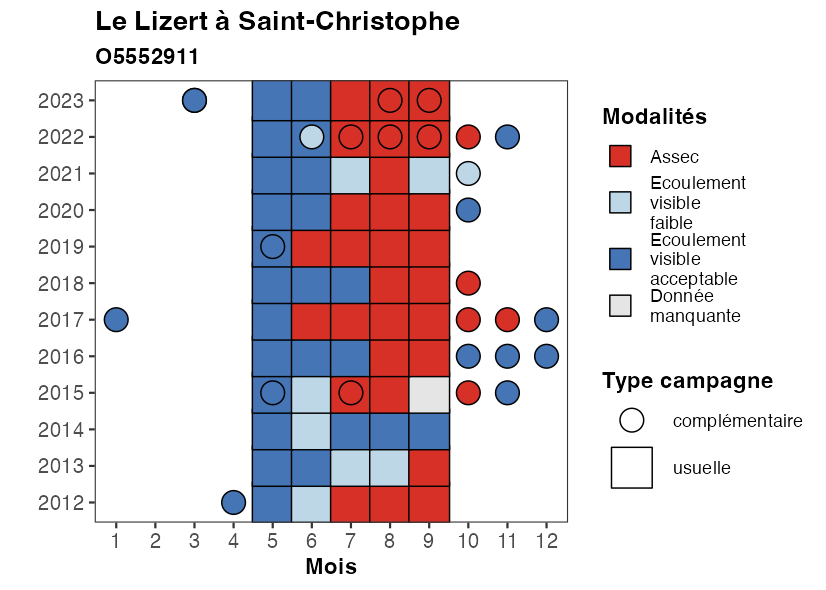 Le Lizert à Saint-Christophe
O5552911
2023
2022
2021
2020
2019
2018
2017
2016
2015
2014
2013
2012
1 2 3 4 5 6 7 8 9 10 11 12
Mois
Modalités
Assec
Ecoulement
visible
faible
Ecoulement
visible
acceptable
Donnée
manquante
Type campagne
complémentaire
usuelle